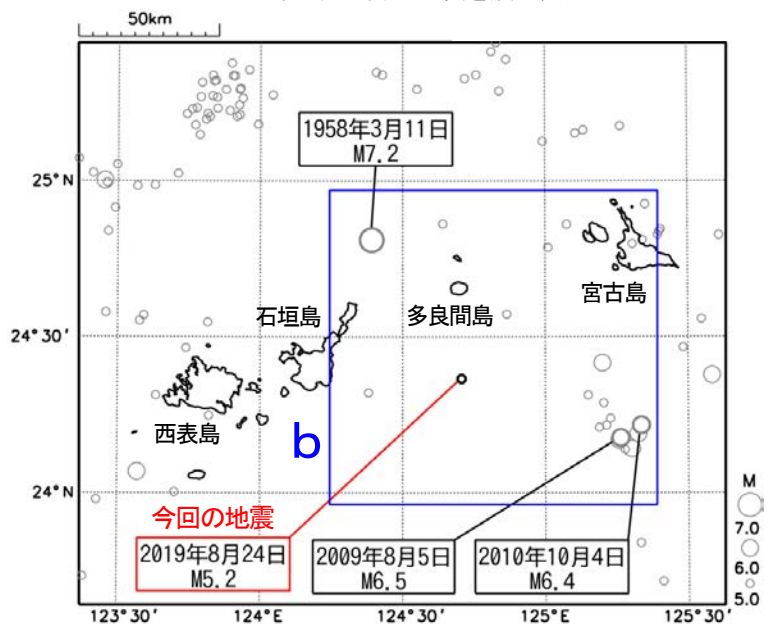 50km
1958年3月11日
M7.2
25°N
宮古島
石垣島
多良間島
24°30′
西表島
b
24°N
今回の地震
M
7.0
6.0
5.0
2019年8月24日
M5.2
2009年8月5日
M6.5
2010年10月4日
M6.4
123°30′
124°E
124°30′
125°E
125°30′